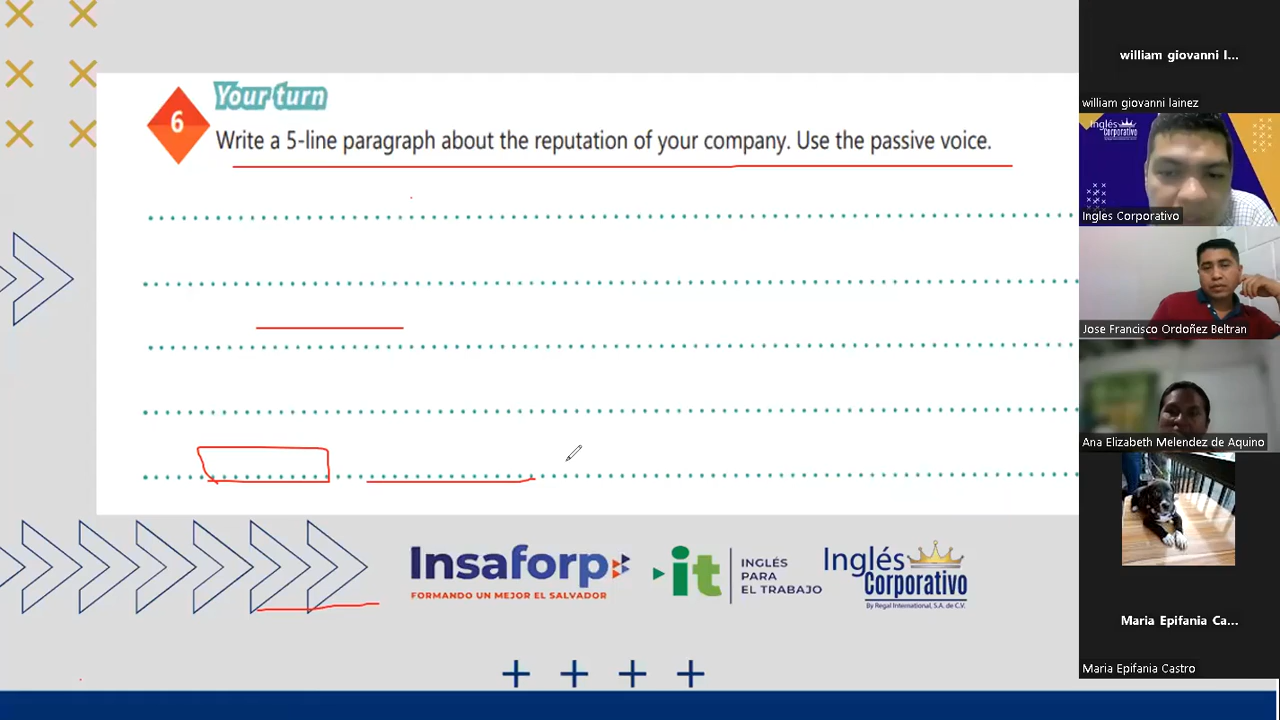 6
Your turn
Write a 5-line paragraph about the reputation of your company. Use the passive voice.
Insaforp
FORMANDO UN MEJOR EL SALVADOR
it
INGLÉS
PARA
EL TRABAJO
Inglés
Corporativo
By Regal International, S.A. de C.V.
william giovanni l...
william giovanni lainez
Inglés
Corporativo
Ingles Corporativo
Jose Francisco Ordoñez Beltran
Ana Elizabeth Melendez de Aquino
Maria Epifania Ca...
Maria Epifania Castro